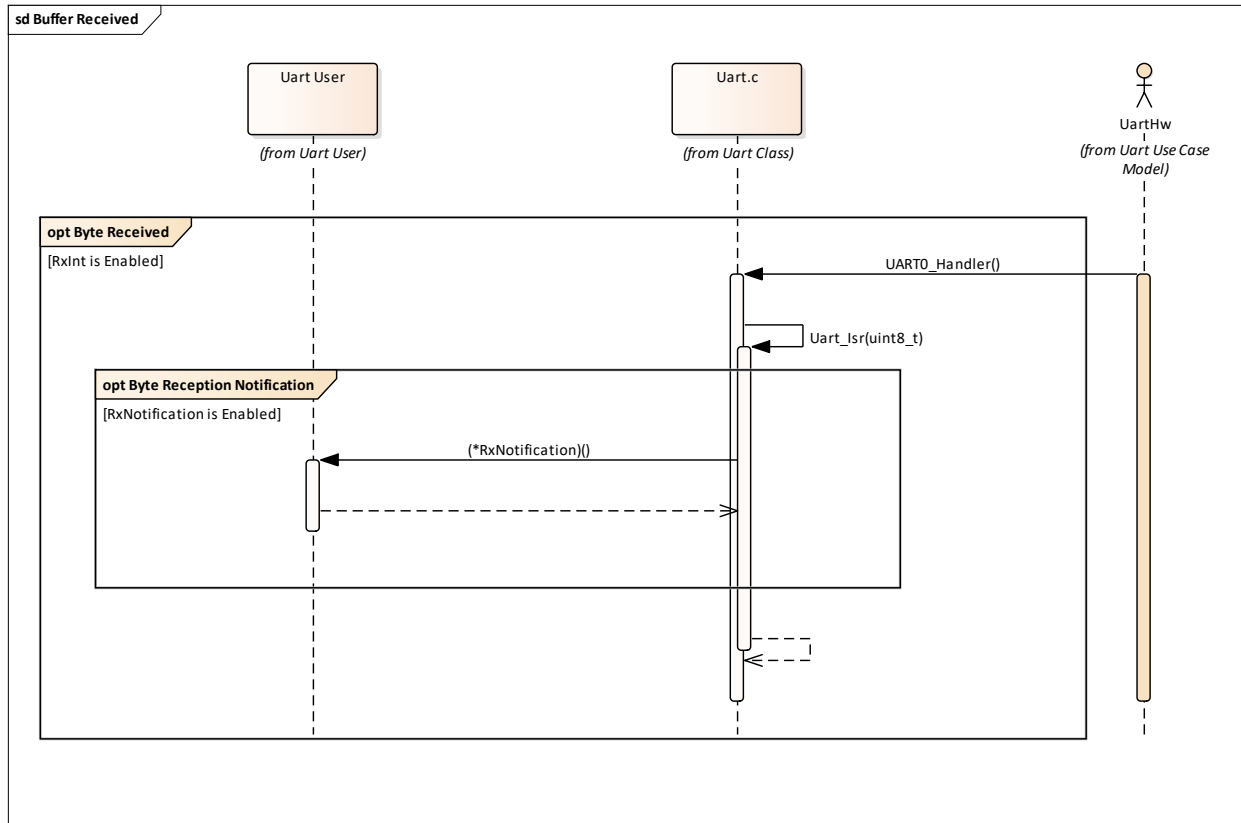 sd Buffer Received
Uart User
Uart.c
UartHw
(from Uart User)
(from Uart Class)
(from Uart Use Case
Model)
opt Byte Received
[RxInt is Enabled]
UART0_Handler()
Uart_Isr(uint8_t)
opt Byte Reception Notification
[RxNotification is Enabled]
(*RxNotification)()